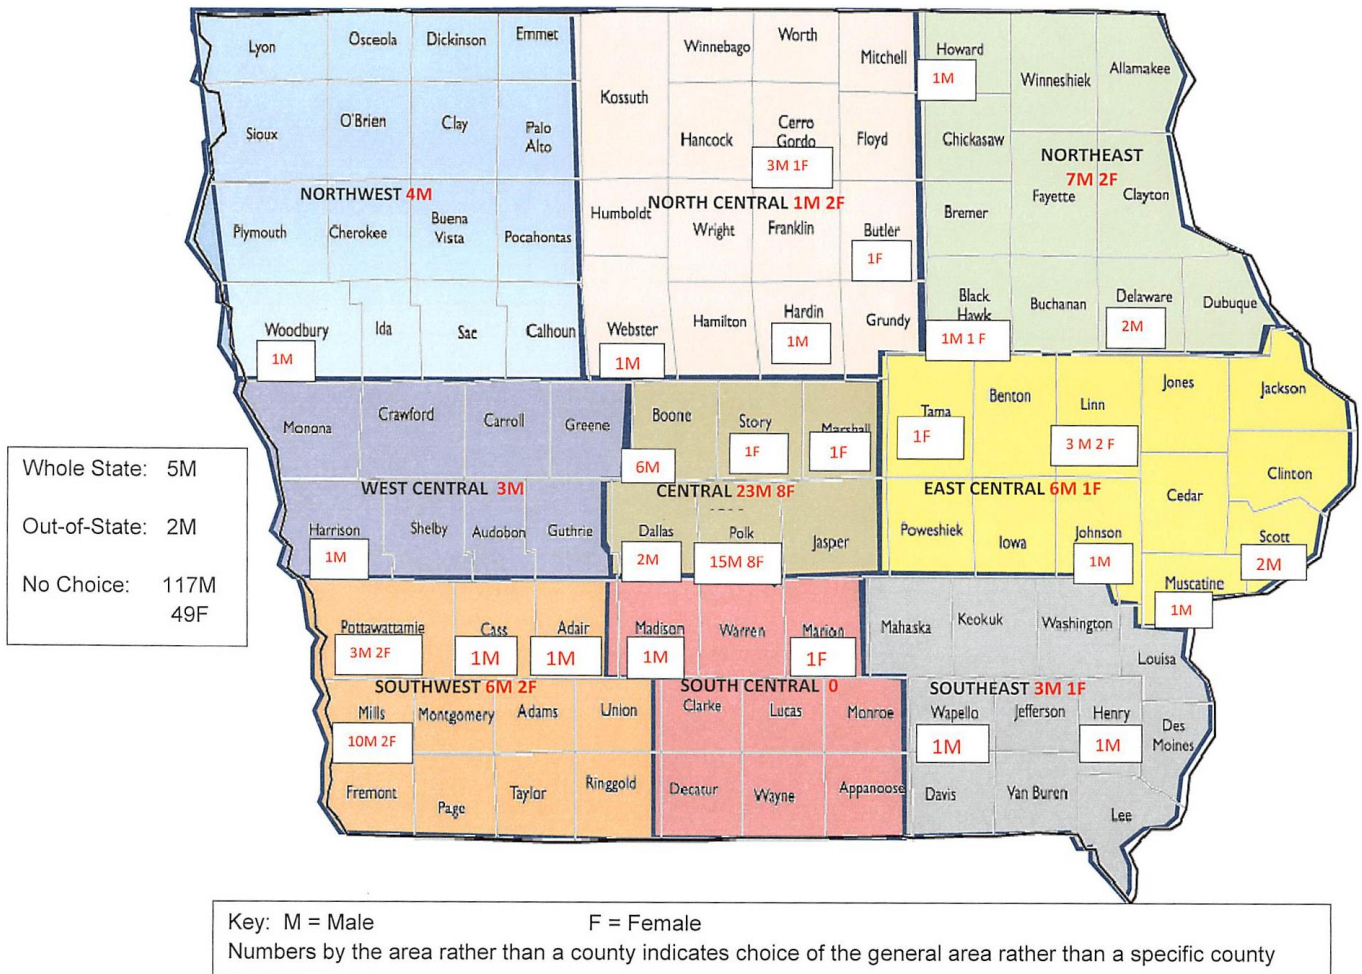 Lyon Osceola Dickinson Emmet Winnebago Worth Mitchell Howard Winneshiek Allamakee
1M
Kossuth
Sioux O'Brien Clay Palo
Alto Hancock Cerro
Gordo Floyd Chickasaw
3M 1F
NORTHEAST
7M 2F
NORTHWEST 4M
NORTH CENTRAL 1M 2F
Fayette Clayton
Plymouth Cherokee Buena
Vista Pocahontas Humboldt Wright Franklin Butler Bremer
1F
Woodbury Ida Sac Calhoun Webster Hamilton Hardin Grundy Black
Hawk Buchanan Delaware Dubuque
1M 1M 1M 1M 1 F 2M
Monona Crawford Carroll Greene Boone Story Marshall Tama Benton Linn Jones Jackson
6M 1F 1F 1F 3 M 2 F
Clinton
WEST CENTRAL 3M
CENTRAL 23M 8F
EAST CENTRAL 6M 1F
Cedar
Harrison Shelby Audobon Guthrie Dallas Polk Jasper Poweshiek Iowa Johnson Scott
1M 2M 15M 8F 1M 2M
Muscatine
1M
Whole State: 5M
Out-of-State: 2M
No Choice: 117M
49F
Pottawattamie Cass Adair Madison Warren Marion Mahaska Keokuk Washington Louisa
3M 2F 1M 1M 1M 1F
SOUTHWEST 6M 2F
SOUTH CENTRAL 0
SOUTHEAST 3M 1F
Mills Montgomery Adams Union Clarke Lucas Monroe Wapello Jefferson Henry Des
Moines
10M 2F 1M 1M
Fremont Page Taylor Ringgold Decatur Wayne Appanoose Davis Van Buren Lee
Key: M = Male F = Female
Numbers by the area rather than a county indicates choice of the general area rather than a specific county